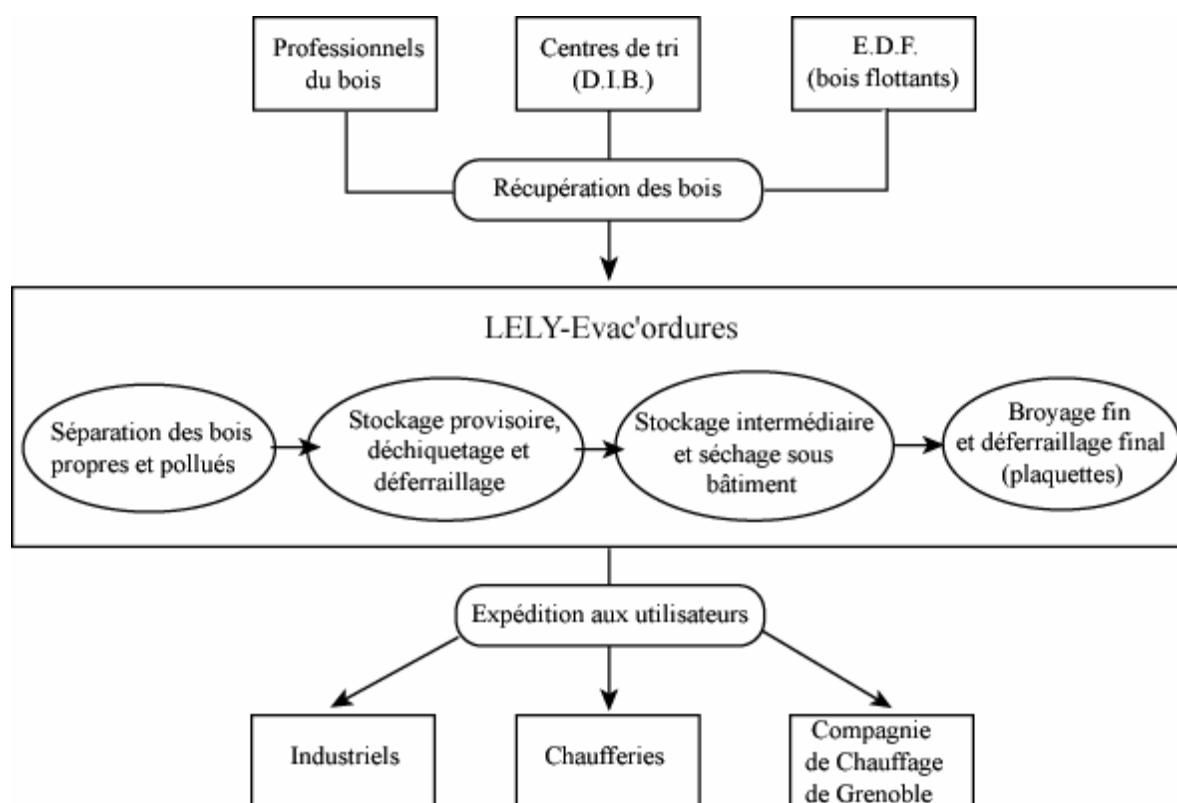 Professionnels
du bois
Centres de tri
(D.I.B.)
E.D.F.
(bois flottants)
Récupération des bois
LELY-Evac'ordures
Séparation des bois
propres et pollués
Stockage provisoire,
déchiquetage et
déferraillage
Stockage intermédiaire
et séchage sous
bâtiment
Broyage fin
et déferraillage final
(plaquettes)
Expédition aux utilisateurs
Industriels
Chaufferies
Compagnie
de Chauffage
de Grenoble